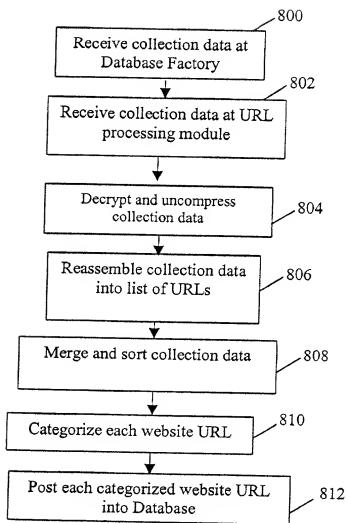 800
Receive collection data at
Database Factory
802
Receive collection data at URL
processing module
Decrypt and uncompress
collection data
804
Reassemble collection data
into list of URLs
806
Merge and sort collection data
808
Categorize each website URL
810
Post each categorized website URL
into Database
812